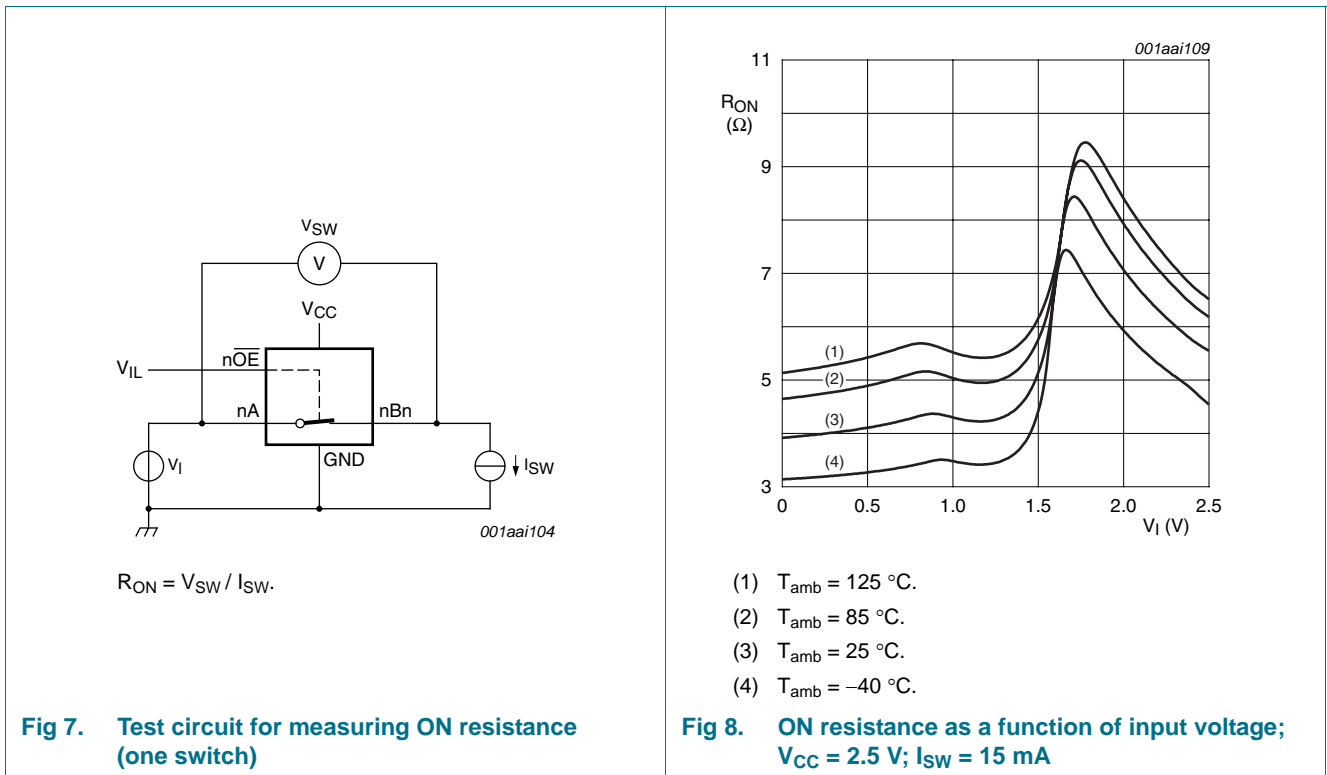 V_SW
V
V_CC
V_IL
nOE
nA
nBn
V_I
GND
I_SW
001aai104
R_ON = V_SW / I_SW.
Fig 7. Test circuit for measuring ON resistance
(one switch)
001aai109
R_ON
(Ω)
11
9
7
5
3
(1)
(2)
(3)
(4)
0 0.5 1.0 1.5 2.0 2.5
V_I (V)
(1) T_amb = 125 °C.
(2) T_amb = 85 °C.
(3) T_amb = 25 °C.
(4) T_amb = −40 °C.
Fig 8. ON resistance as a function of input voltage;
V_CC = 2.5 V; I_SW = 15 mA